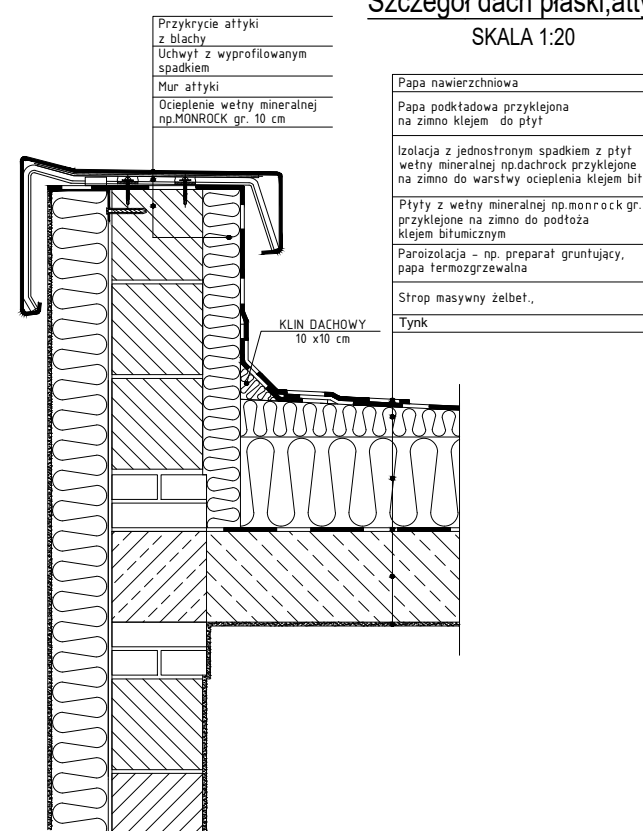 Szczegół dach płaski,atty
SKALA 1:20
Przykrycie attyki
z blachy
Uchwyt z wyprofilowanym
spadkiem
Mur attyki
Ocieplenie wełny mineralnej
np.MONROCK gr. 10 cm
Papa nawierzchniowa
Papa podkładowa przyklejona
na zimno klejem do płyt
Izolacja z jednostronym spadkiem z płyt
wełny mineralnej np.dachrock przyklejone
na zimno do warstwy ocieplenia klejem bit
Płyty z wełny mineralnej np.monrock gr.
przyklejone na zimno do podłoża
klejem bitumicznym
Paroizolacja - np. preparat gruntujący,
papa termozgrzewalna
Strop masywny żelbet.,
Tynk
KLIN DACHOWY
10 x10 cm